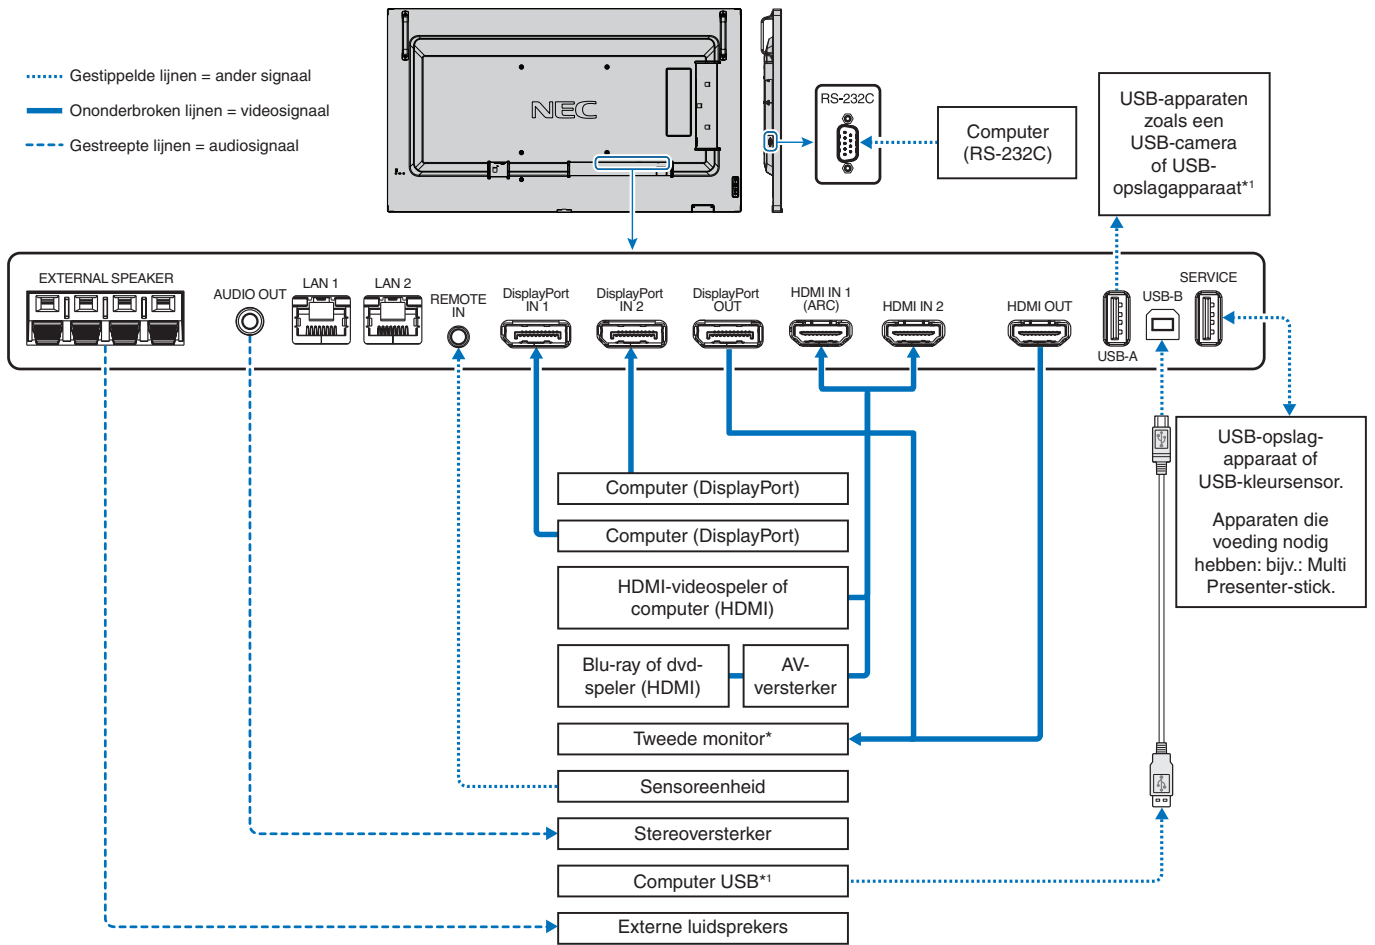 Gestippelde lijnen = ander signaal
Ononderbroken lijnen = videosignaal
Gestreepte lijnen = audiosignaal
NEC
RS-232C
Computer
(RS-232C)
USB-apparaten
zoals een
USB-camera
of USB-
opslagapparaat*1
EXTERNAL SPEAKER
AUDIO OUT
LAN 1
LAN 2
REMOTE
IN
DisplayPort
IN 1
DisplayPort
IN 2
DisplayPort
OUT
HDMI IN 1
(ARC)
HDMI IN 2
HDMI OUT
USB-A
USB-B
SERVICE
USB-opslag-
apparaat of
USB-kleursensor.
Apparaten die
voeding nodig
hebben: bijv.: Multi
Presenter-stick.
Computer (DisplayPort)
Computer (DisplayPort)
HDMI-videospeler of
computer (HDMI)
Blu-ray of dvd-
speler (HDMI)
AV-
versterker
Tweede monitor*
Sensoreenheid
Stereoversterker
Computer USB*1
Externe luidsprekers